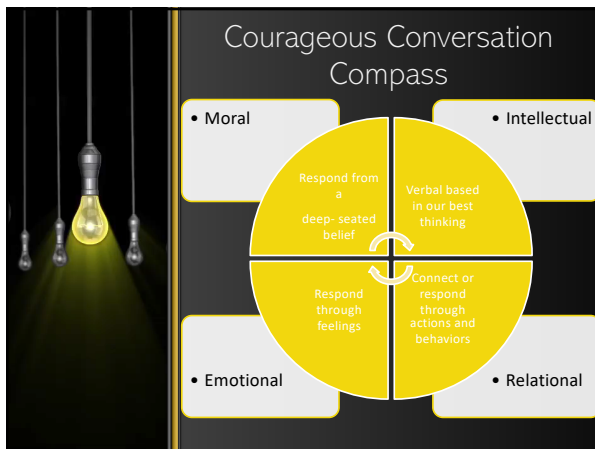 Courageous Conversation
Compass
• Moral
• Intellectual
Respond from
a
deep- seated
belief
Verbal based
in our best
thinking
Respond
through
feelings
Connect or
respond
through
actions and
behaviors
• Emotional
• Relational